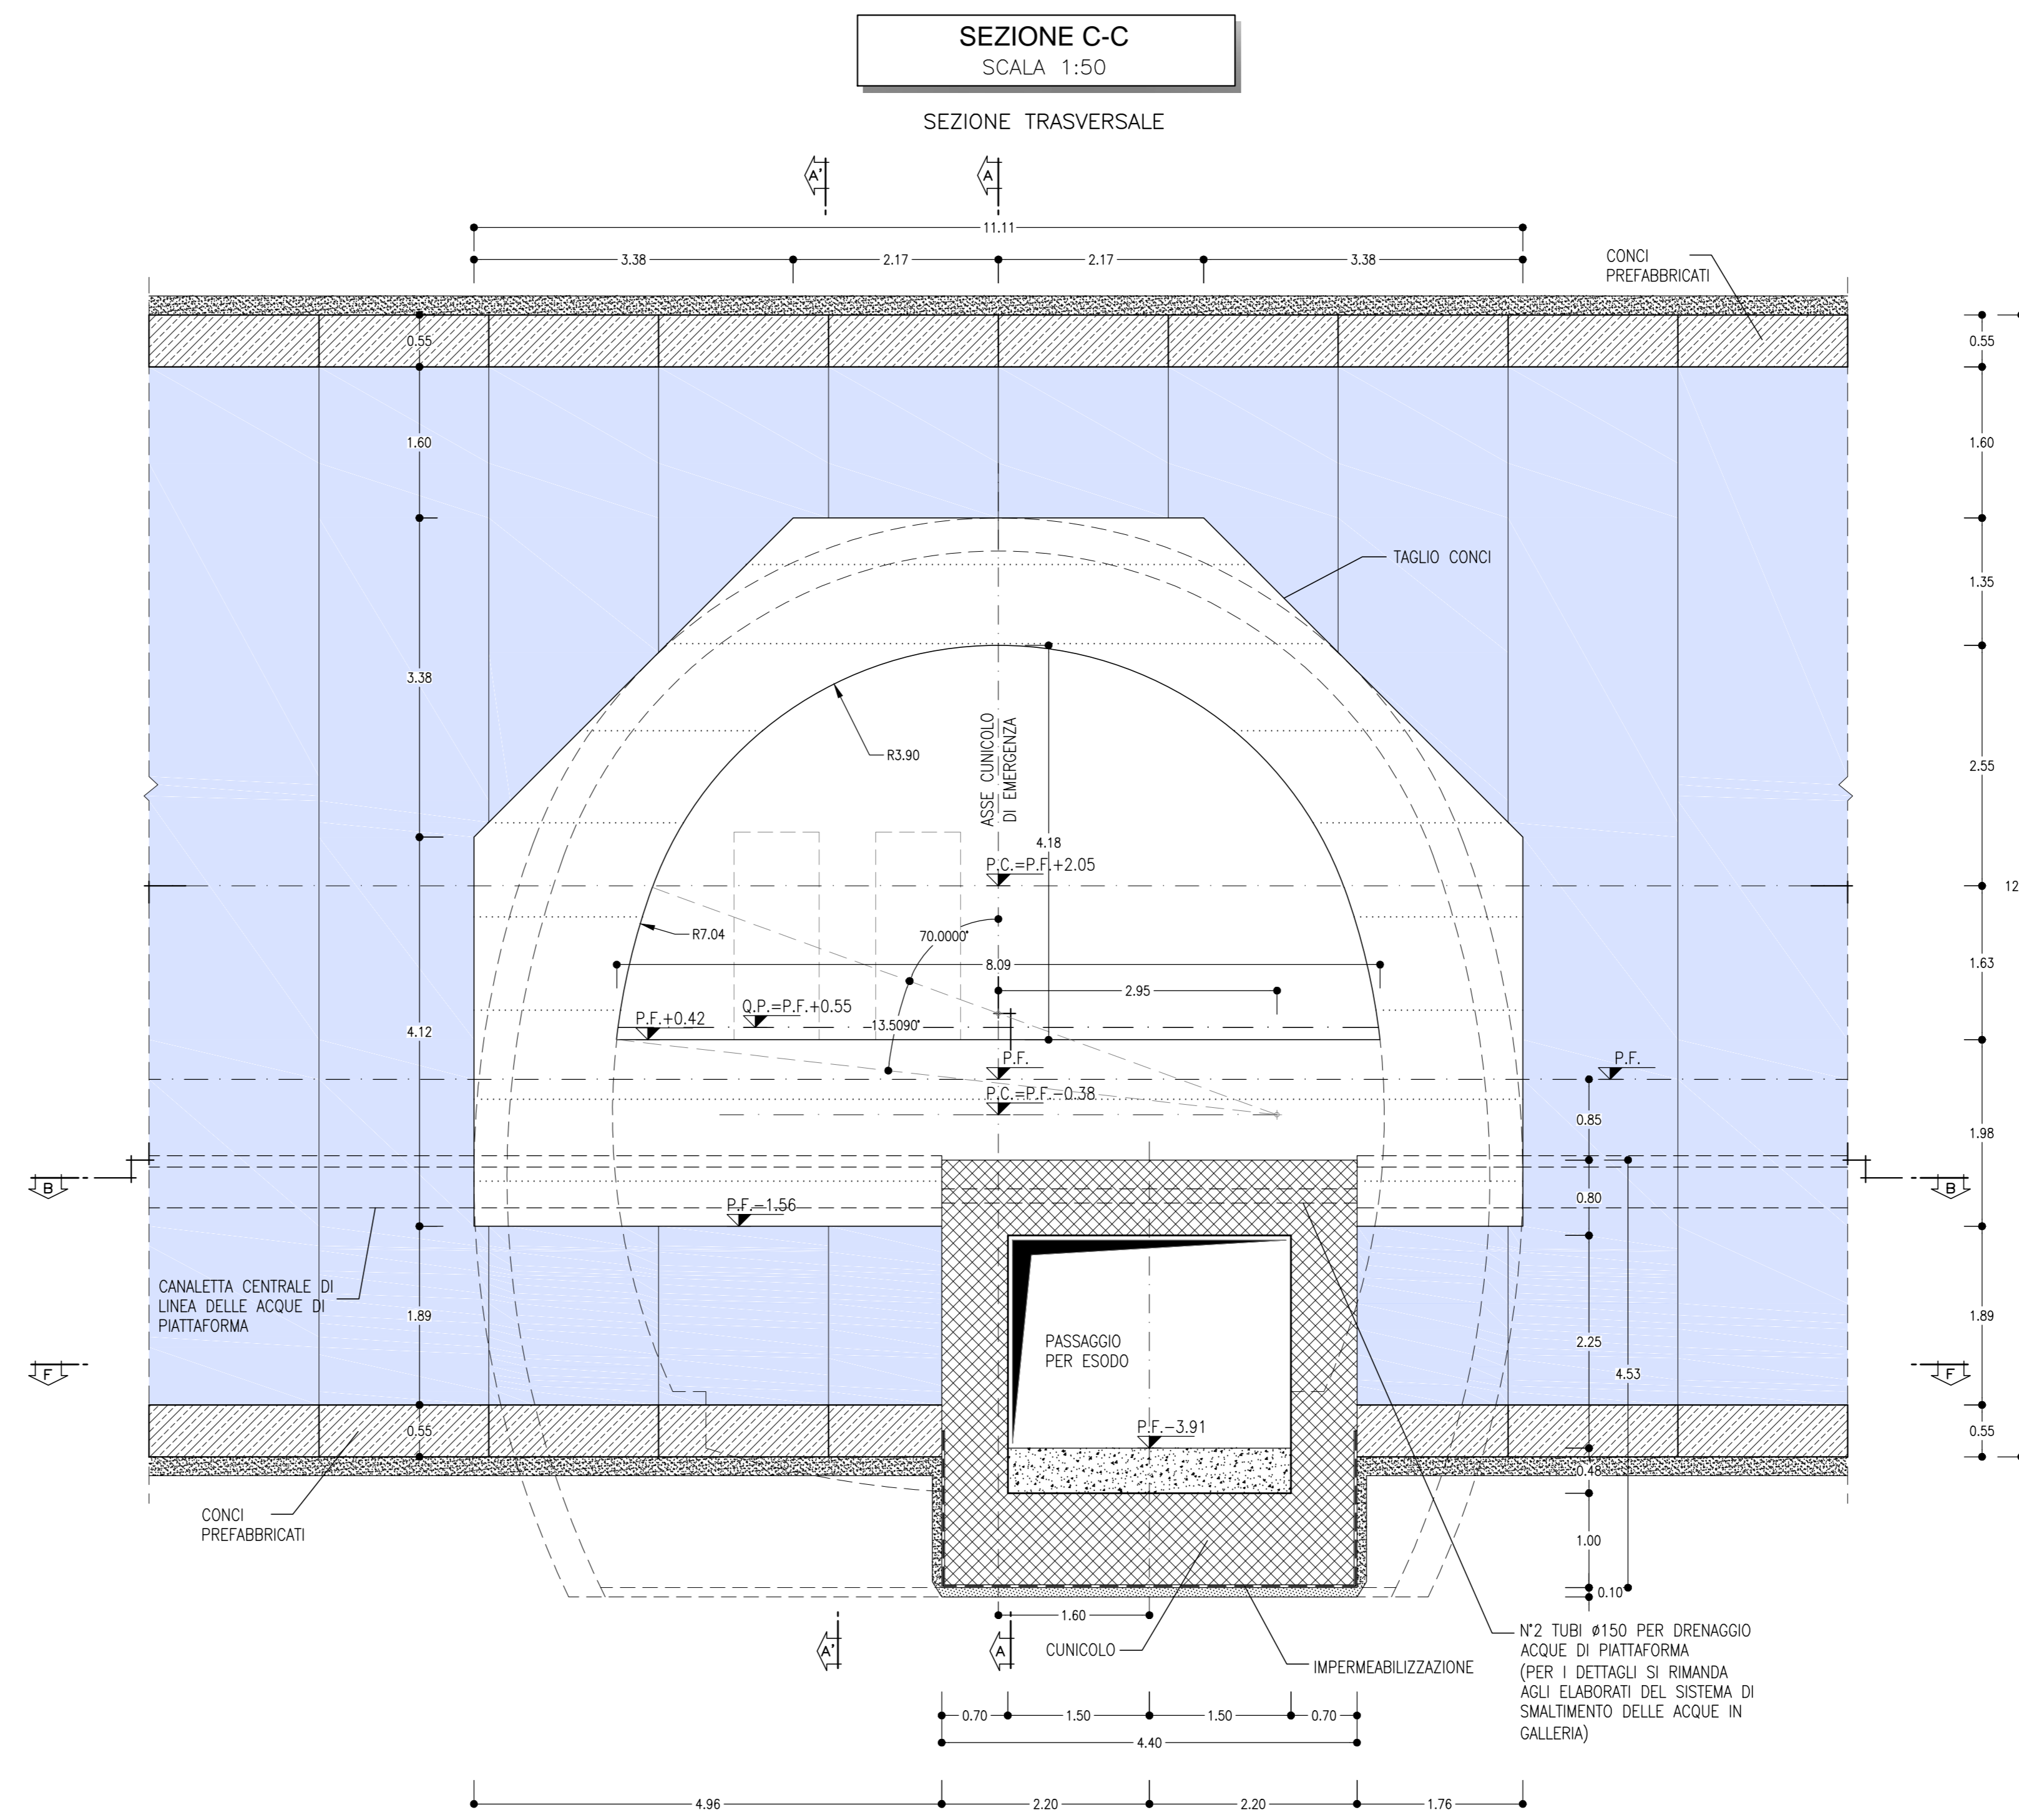 SEZIONE C-C
SCALA 1:50
SEZIONE TRASVERSALE
A'
A
11.11
3.38
2.17
2.17
3.38
CONCI
PREFABBRICATI
0.55
0.55
1.60
1.60
TAGLIO CONCI
1.35
3.38
R3.90
ASSE CUNICOLO
DI EMERGENZA
2.55
4.18
P.C.=P.F.+2.05
12
R7.04
70.0000°
8.09
1.63
2.95
Q.P.=P.F.+0.55
P.F.+0.42
13.5090°
4.12
P.F.
P.F.
P.C.=P.F.-0.38
0.85
1.98
B
B
0.80
P.F.-1.56
CANALETTA CENTRALE DI
LINEA DELLE ACQUE DI
PIATTAFORMA
1.89
1.89
PASSAGGIO
PER ESODO
2.25
4.53
F
F
P.F.-3.91
0.55
0.55
0.48
CONCI
PREFABBRICATI
1.00
0.10
1.60
A'
A
CUNICOLO
IMPERMEABILIZZAZIONE
N°2 TUBI ø150 PER DRENAGGIO
ACQUE DI PIATTAFORMA
(PER I DETTAGLI SI RIMANDA
AGLI ELABORATI DEL SISTEMA DI
SMALTIMENTO DELLE ACQUE IN
GALLERIA)
0.70
1.50
1.50
0.70
4.40
4.96
2.20
2.20
1.76